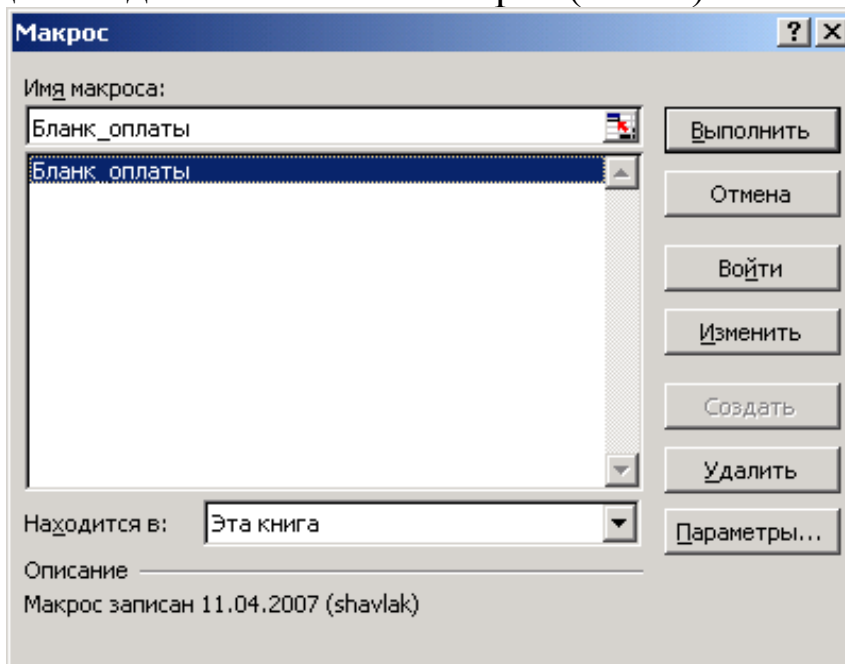 Макрос
Имя макроса:
Бланк_оплаты
Бланк_оплаты
Выполнить
Отмена
Войти
Изменить
Создать
Удалить
Параметры...
Находится в:
Эта книга
Описание
Макрос записан 11.04.2007 (shavlak)